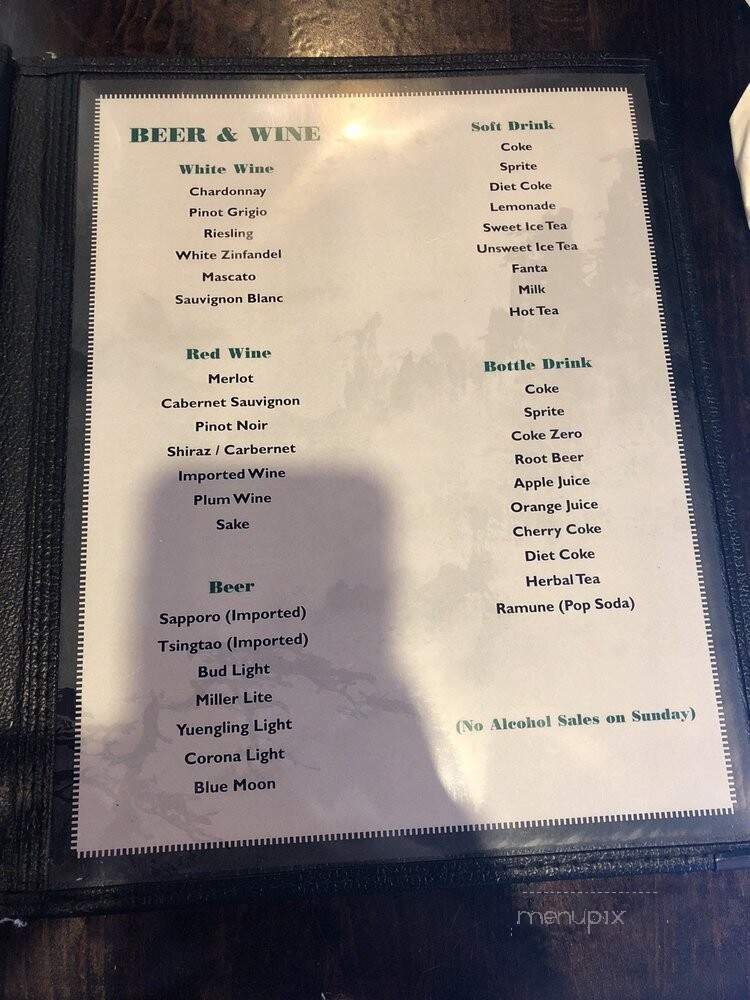 BEER & WINE
White Wine
Chardonnay
Pinot Grigio
Riesling
White Zinfandel
Mascato
Sauvignon Blanc
Red Wine
Merlot
Cabernet Sauvignon
Pinot Noir
Shiraz / Carbernet
Imported Wine
Plum Wine
Sake
Beer
Sapporo (Imported)
Tsingtao (Imported)
Bud Light
Miller Lite
Yuengling Light
Corona Light
Blue Moon
Soft Drink
Coke
Sprite
Diet Coke
Lemonade
Sweet Ice Tea
Unsweet Ice Tea
Fanta
Milk
Hot Tea
Bottle Drink
Coke
Sprite
Coke Zero
Root Beer
Apple Juice
Orange Juice
Cherry Coke
Diet Coke
Herbal Tea
Ramune (Pop Soda)
(No Alcohol Sales on Sunday)
menupix